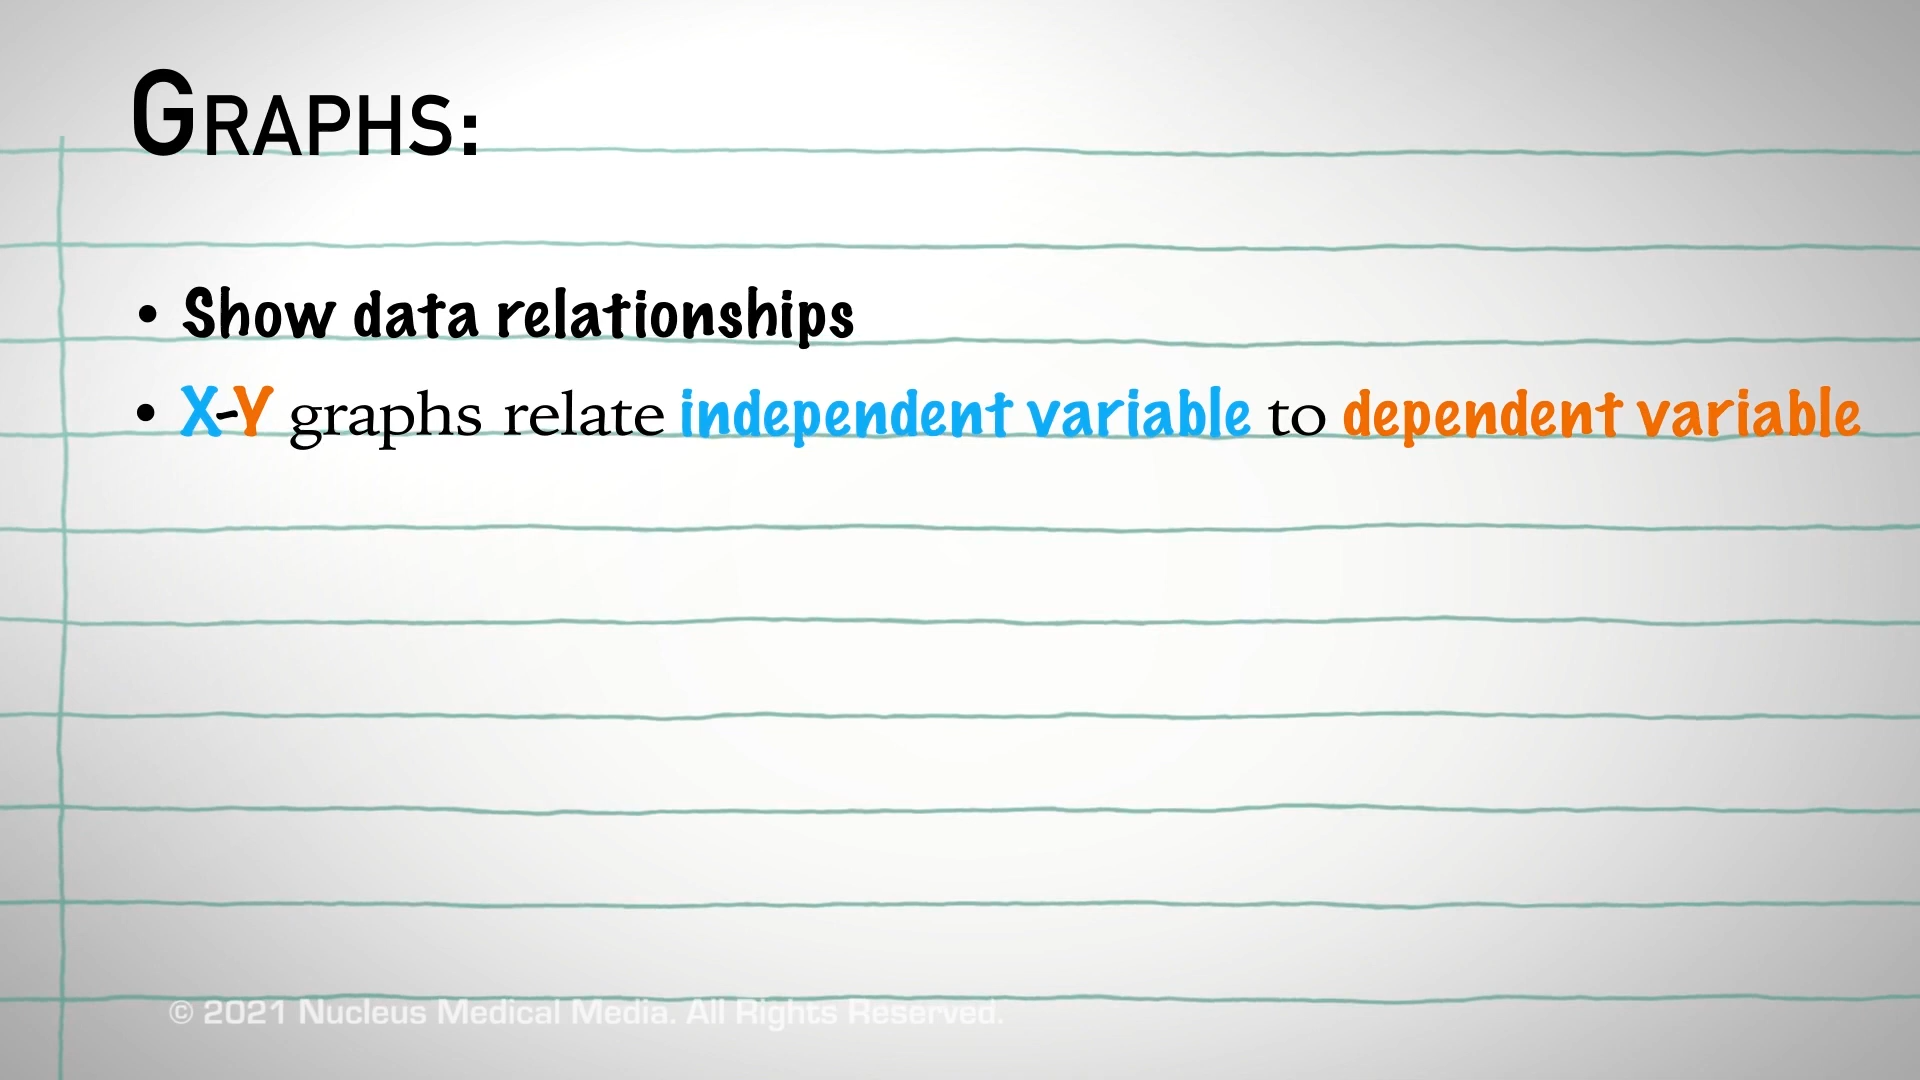 GRAPHS:
• Show data relationships
• X-Y graphs relate independent variable to dependent variable
© 2021 Nucleus Medical Media. All Rights Reserved.